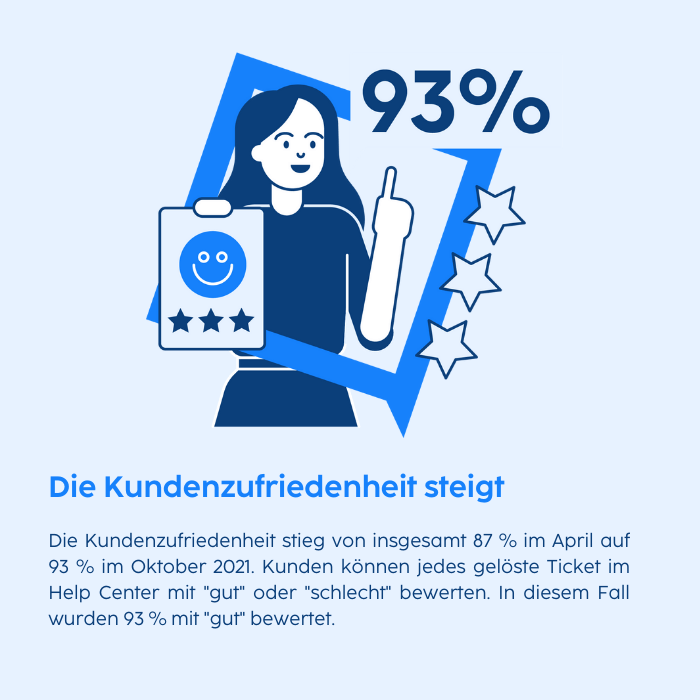 93%
Die Kundenzufriedenheit steigt
Die Kundenzufriedenheit stieg von insgesamt 87 % im April auf
93 % im Oktober 2021. Kunden können jedes gelöste Ticket im
Help Center mit "gut" oder "schlecht" bewerten. In diesem Fall
wurden 93 % mit "gut" bewertet.